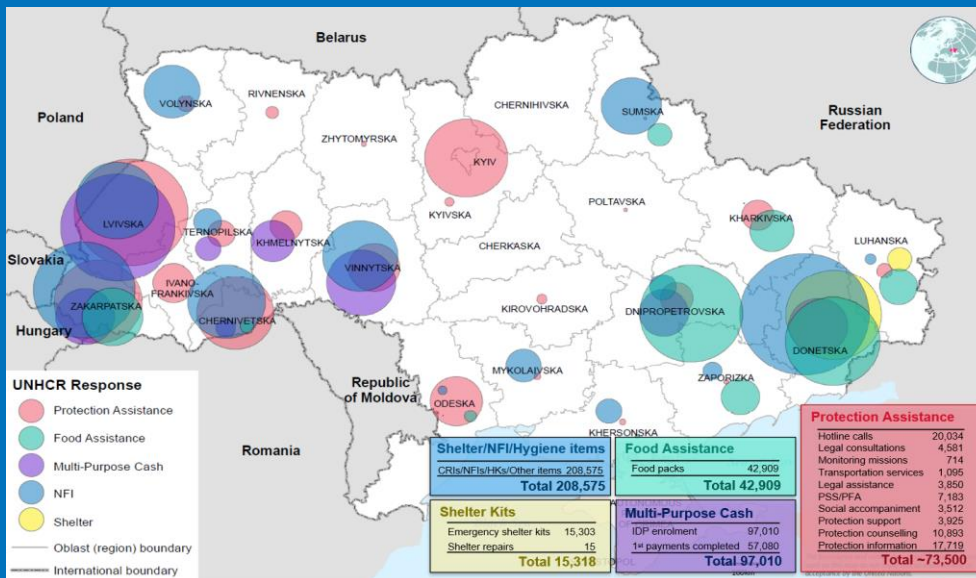 Belarus
Poland
Russian
Federation
Slovakia
Hungary
Republic
of Moldova
Romania
VOLYNSKA
RIVNENSKA
ZHYTOMYRSKA
CHERNIHIVSKA
SUMSKA
KYIV
KYIVSKA
POLTAVSKA
KHARKIVSKA
LUHANSKA
LVIVSKA
TERNOPILSKA
KHMELNYTSKA
VINNYTSKA
CHERKASKA
ZAKARPATSKA
IVANO-
FRANKIVSKA
CHERNIVETSKA
KIROVOHRADSKA
DNIPROPETROVSKA
DONETSKA
MYKOLAIVSKA
ZAPORIZKA
ODESKA
KHERSONSKA
UNHCR Response
Protection Assistance
Food Assistance
Multi-Purpose Cash
NFI
Shelter
Oblast (region) boundary
International boundary
Shelter/NFI/Hygiene items
CRIs/NFIs/HKs/Other items 208,575
Total 208,575
Food Assistance
Food packs 42,909
Total 42,909
Shelter Kits
Emergency shelter kits 15,303
Shelter repairs 15
Total 15,318
Multi-Purpose Cash
IDP enrolment 97,010
1st payments completed 57,080
Total 97,010
Protection Assistance
Hotline calls 20,034
Legal consultations 4,581
Monitoring missions 714
Transportation services 1,095
Legal assistance 3,850
PSS/PFA 7,183
Social accompaniment 3,512
Protection support 3,925
Protection counselling 10,893
Protection information 17,719
Total ~73,500